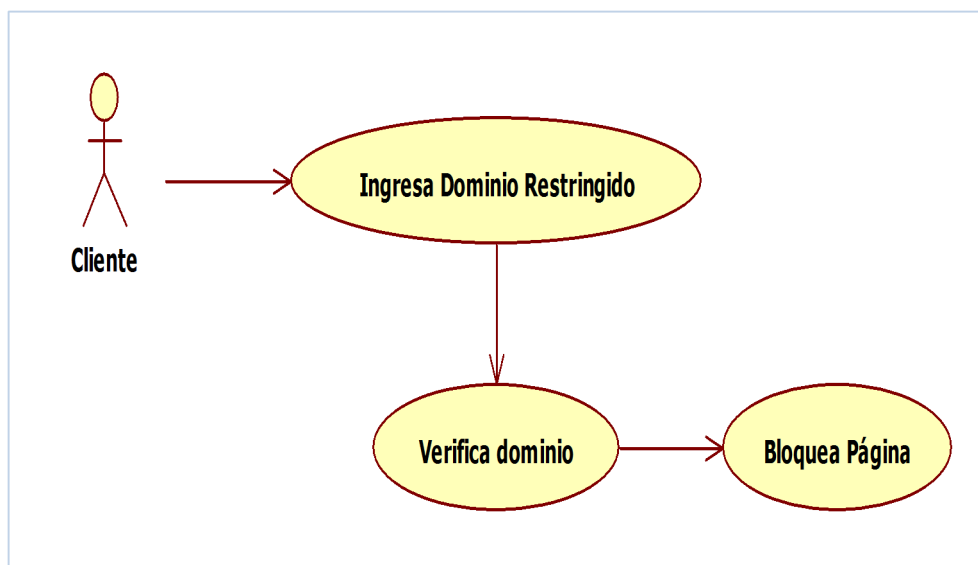 Cliente
Ingresa Dominio Restringido
Verifica dominio
Bloquea Página